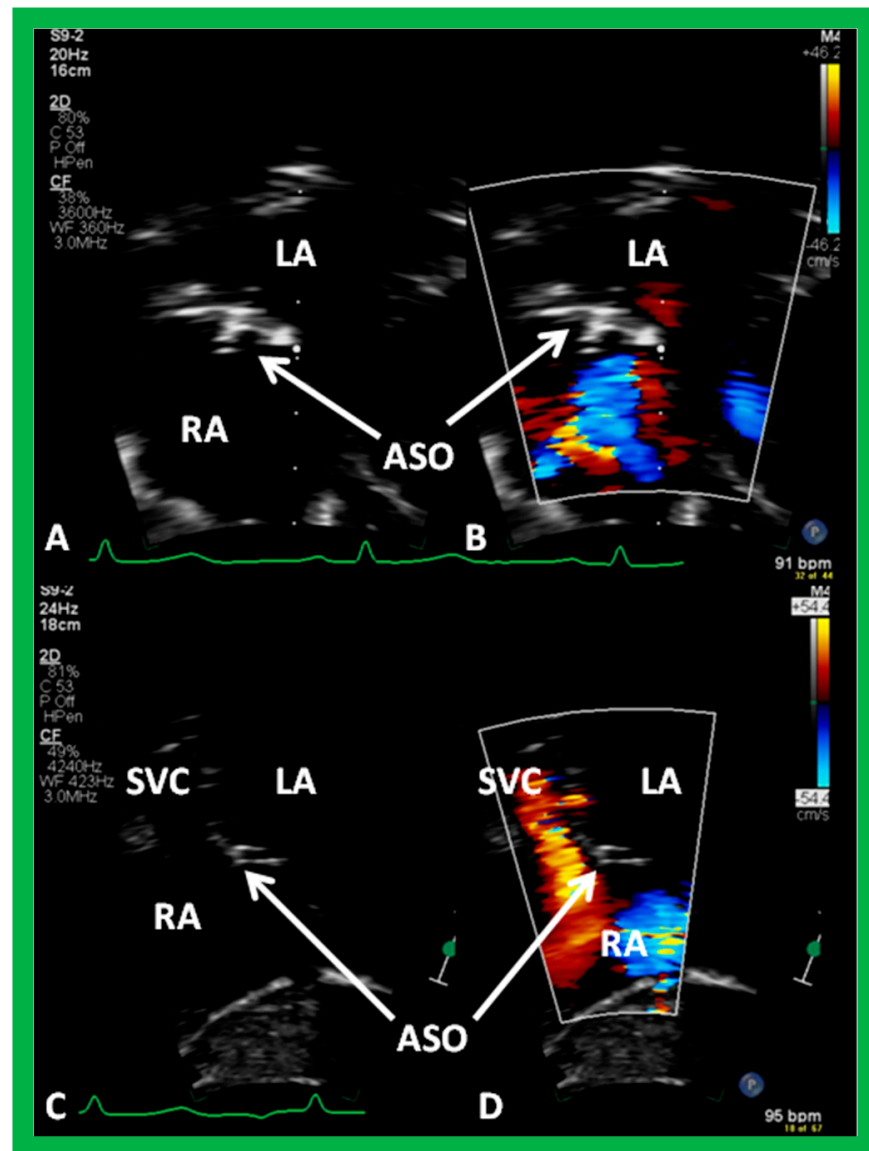 S9-2
20Hz
16cm
2D
80%
C 53
P Off
HPen
CF
38%
3600Hz
WF 360Hz
3.0MHz
M4
+46.2
-46.2
cm/s
LA
LA
RA
ASO
A
B
P
91 bpm
32 of 44
S9-2
24Hz
18cm
2D
81%
C 53
P Off
HPen
CF
49%
4240Hz
WF 423Hz
3.0MHz
M4
+54.4
-54.4
cm/s
SVC
LA
SVC
LA
RA
RA
ASO
C
D
P
95 bpm
18 of 67